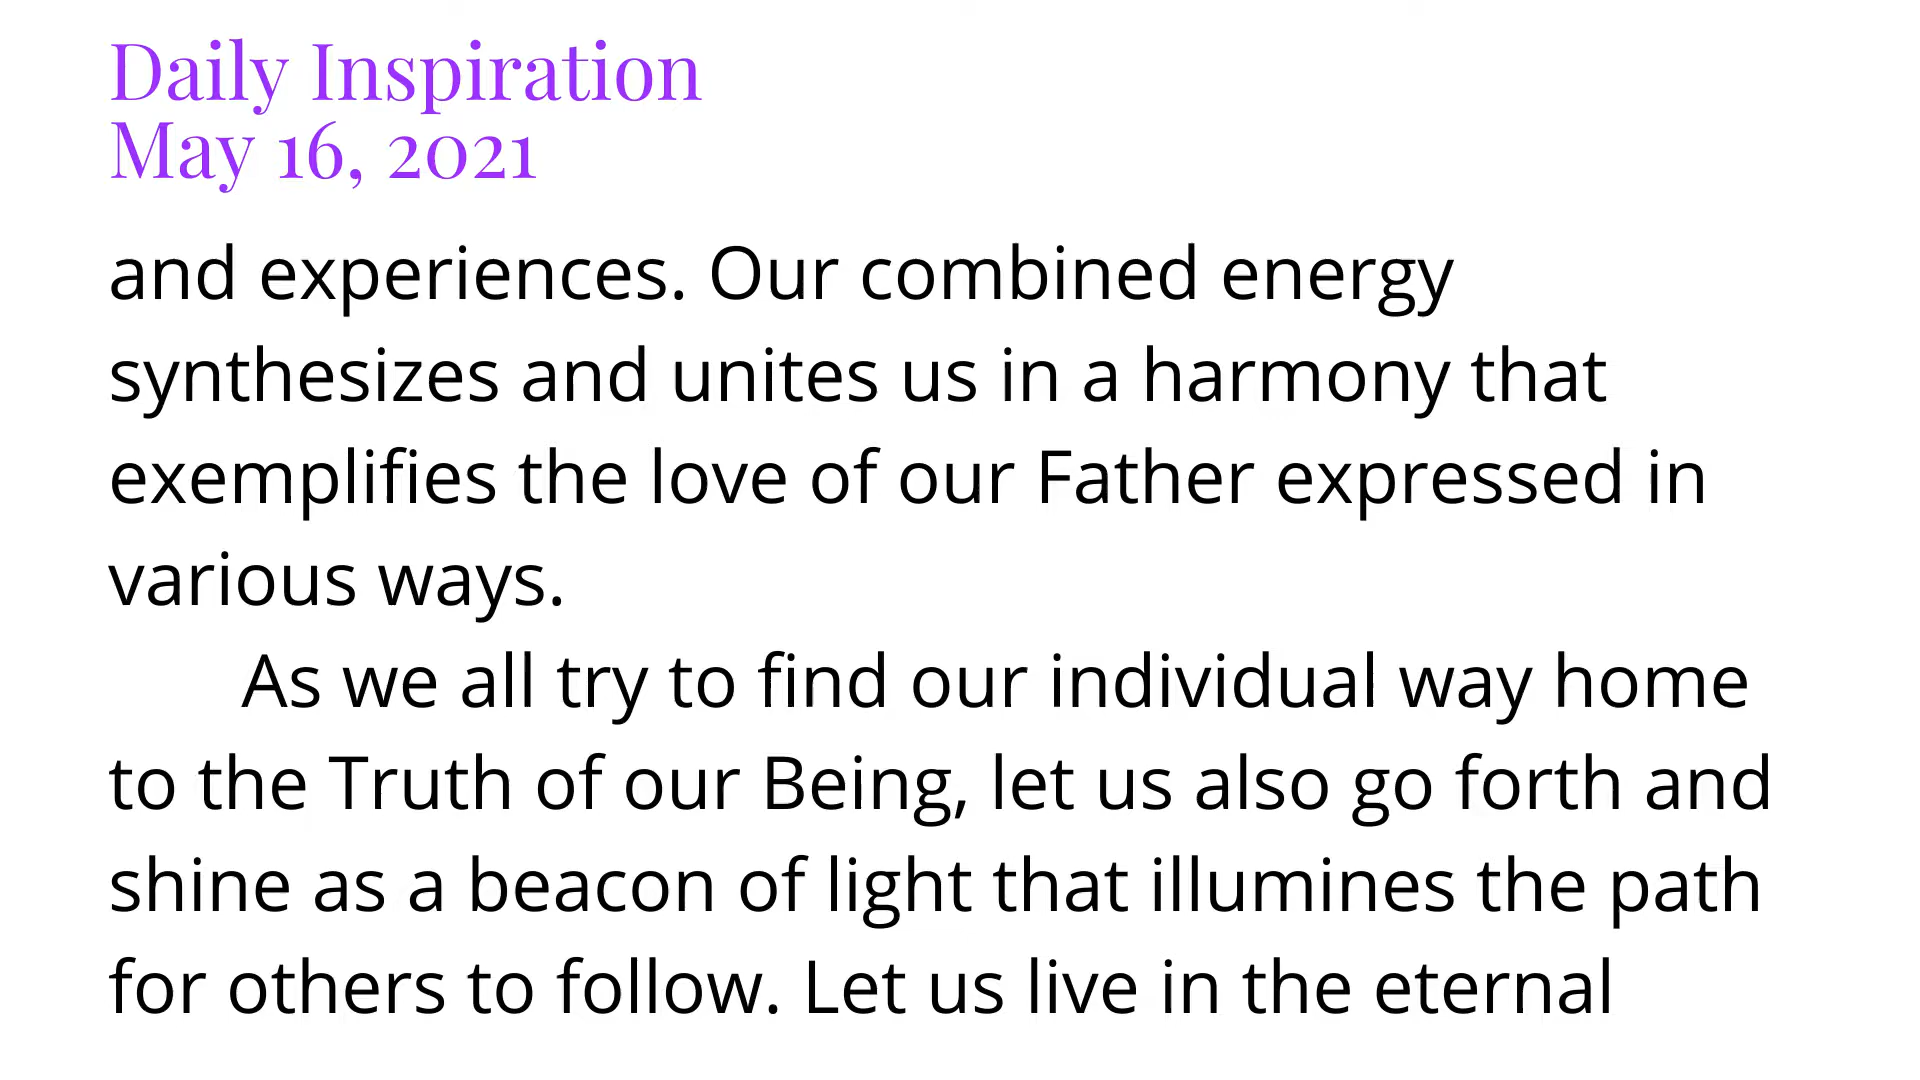 Daily Inspiration
May 16, 2021
and experiences. Our combined energy
synthesizes and unites us in a harmony that
exemplifies the love of our Father expressed in
various ways.
As we all try to find our individual way home
to the Truth of our Being, let us also go forth and
shine as a beacon of light that illumines the path
for others to follow. Let us live in the eternal